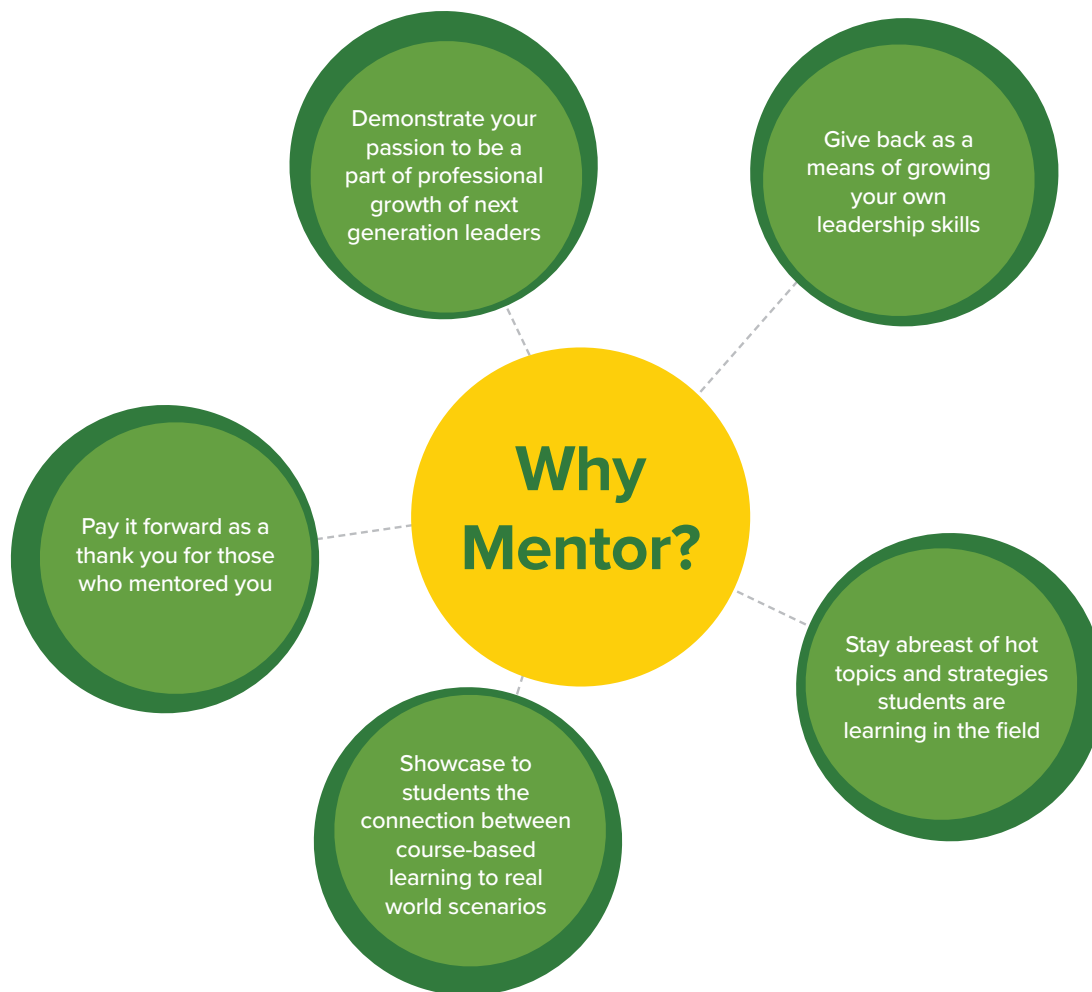 Demonstrate your
passion to be a
part of professional
growth of next
generation leaders
Give back as a
means of growing
your own
leadership skills
Why
Mentor?
Pay it forward as a
thank you for those
who mentored you
Stay abreast of hot
topics and strategies
students are
learning in the field
Showcase to
students the
connection between
course-based
learning to real
world scenarios